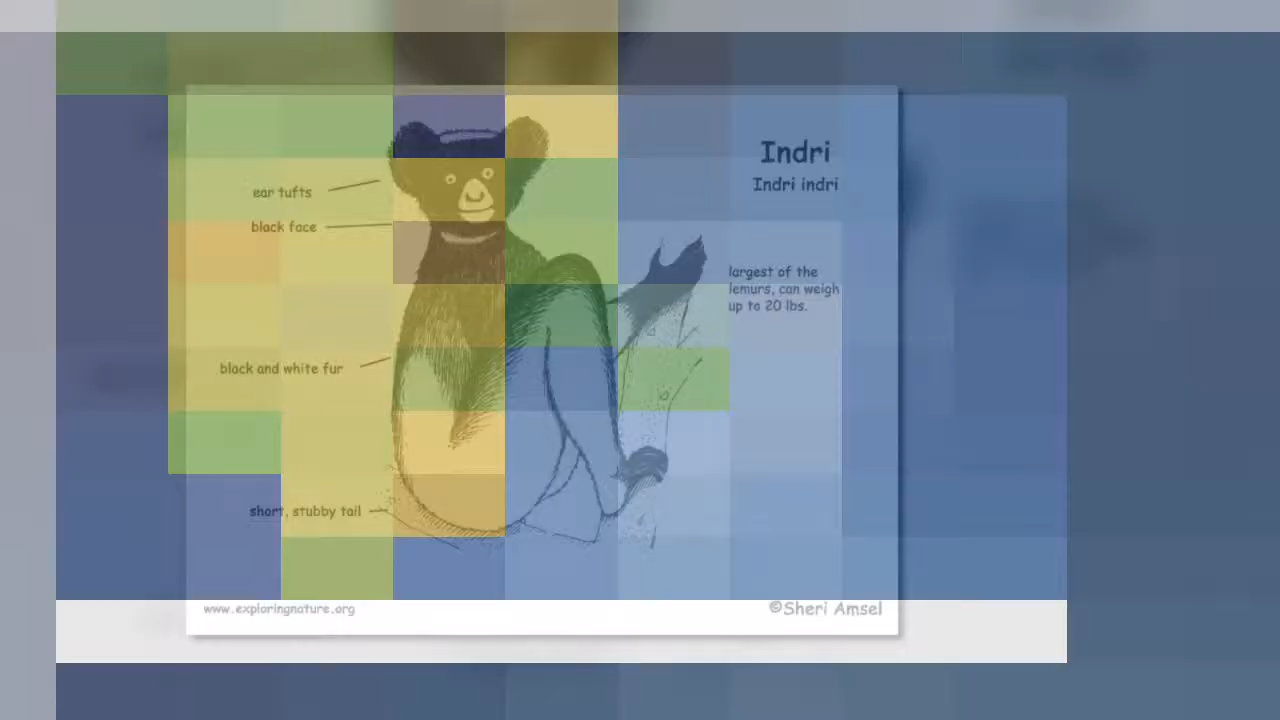 Indri
Indri indri
ear tufts
black face
largest of the
lemurs, can weigh
up to 20 lbs.
black and white fur
short, stubby tail
www.exploringnature.org
©Sheri Amsel